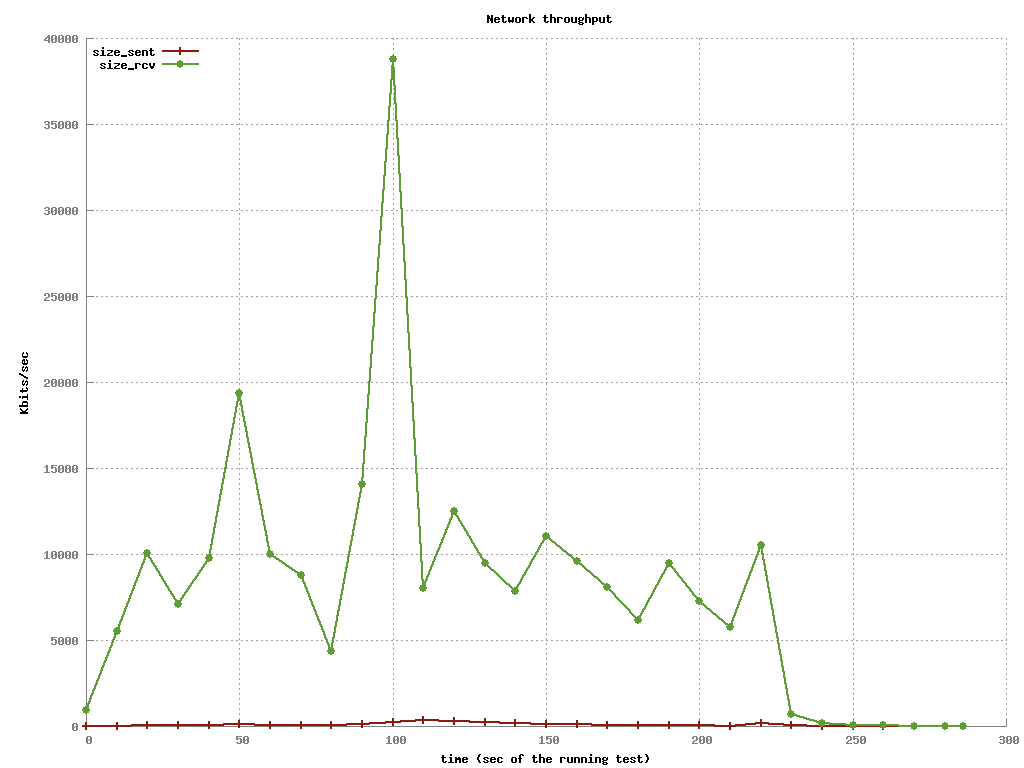 Network throughput
size_sent
size_rcv
40000
35000
30000
25000
20000
15000
10000
5000
0
Kbits/sec
0 50 100 150 200 250 300
time (sec of the running test)